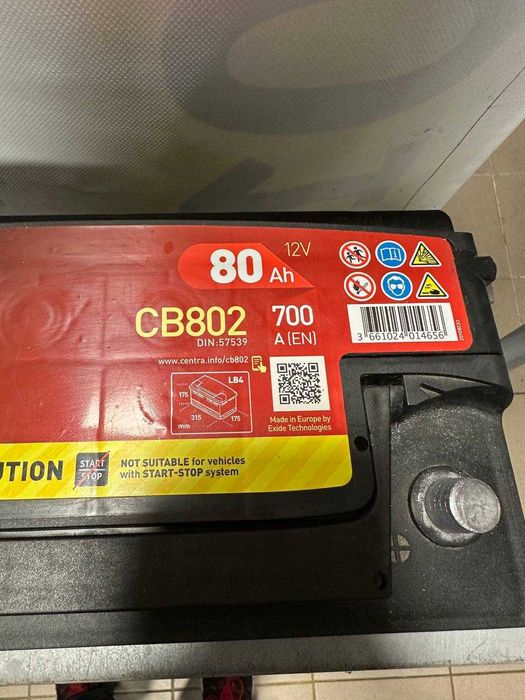 80 Ah
12V
CB802
DIN:57539
700
A (EN)
www.centra.info/cb802
LB4
175
315
175
mm
Made in Europe by
Exide Technologies
3 661024 014656
UTION
START
STOP
NOT SUITABLE for vehicles
with START-STOP system
+